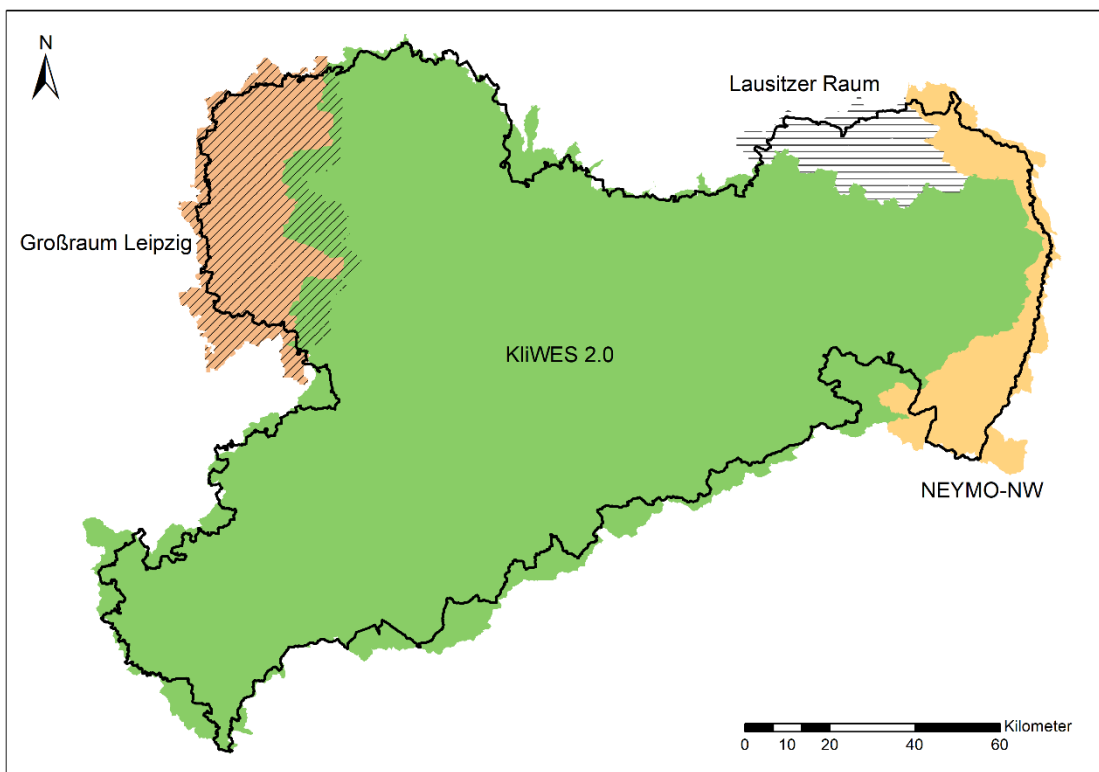 N
Lausitzer Raum
Großraum Leipzig
KliWES 2.0
NEYMO-NW
Kilometer
0 10 20 40 60